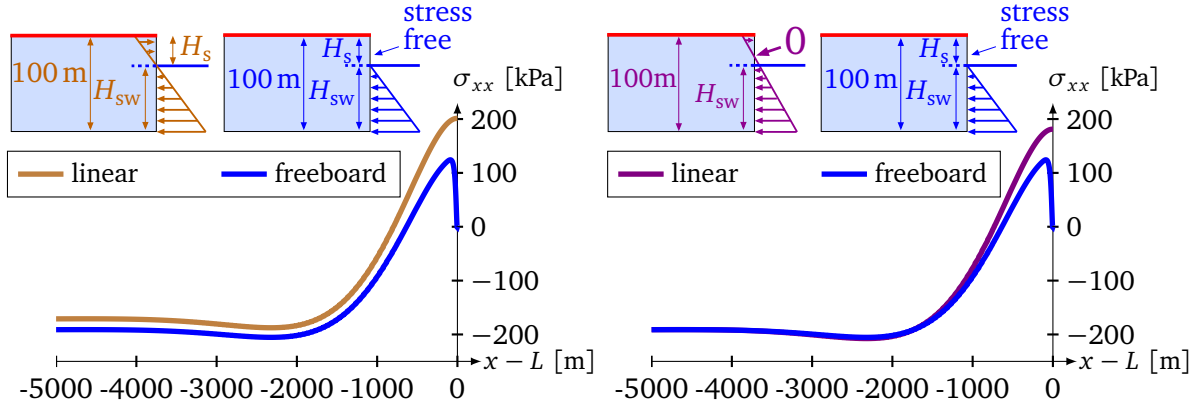 stress
free
H_s
100 m
H_sw
100 m
H_s
H_sw
σ_xx [kPa]
linear
freeboard
200
100
0
−100
−200
x − L [m]
-5000 -4000 -3000 -2000 -1000 0
stress
free
0
100m
H_sw
100 m
H_s
H_sw
σ_xx [kPa]
linear
freeboard
200
100
0
−100
−200
x − L [m]
-5000 -4000 -3000 -2000 -1000 0